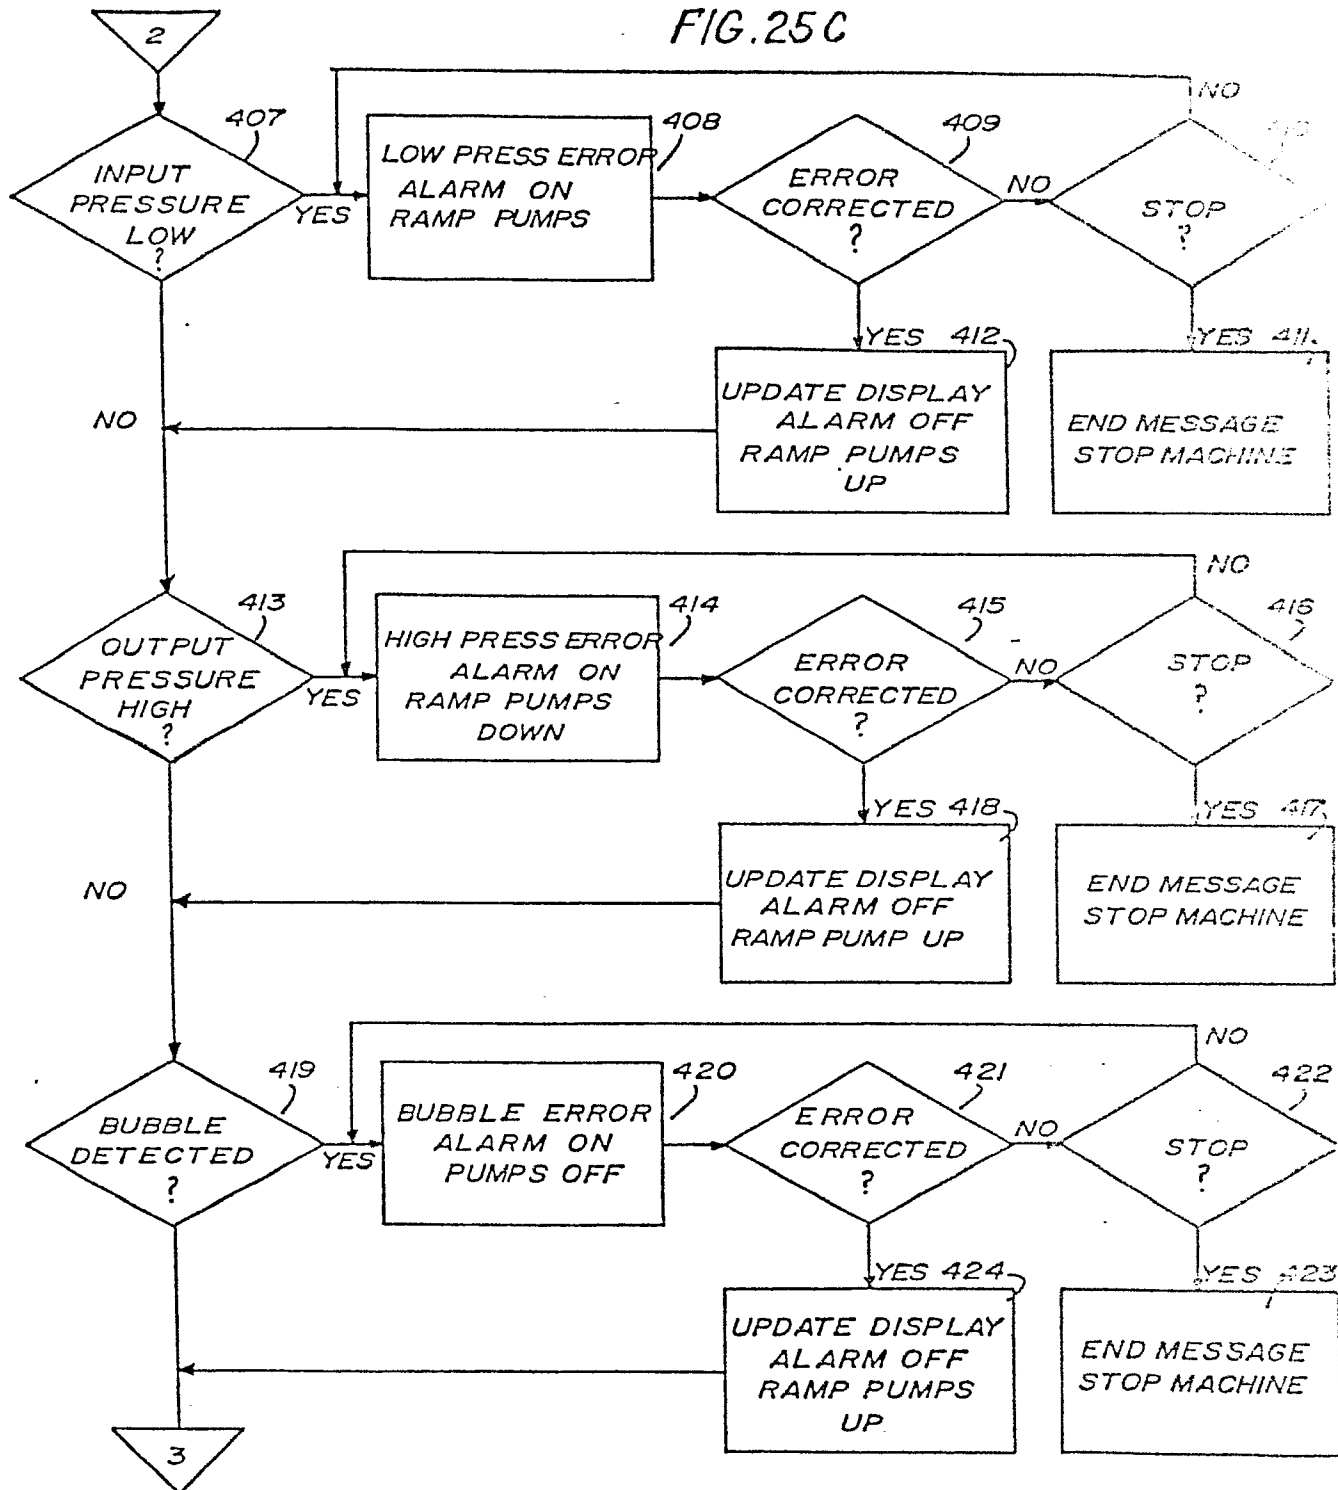 FIG. 25C
2
407
INPUT
PRESSURE
LOW
?
YES
NO
408
LOW PRESS ERROR
ALARM ON
RAMP PUMPS
409
ERROR
CORRECTED
?
NO
YES
STOP
?
NO
YES
411
END MESSAGE
STOP MACHINE
412
UPDATE DISPLAY
ALARM OFF
RAMP PUMPS
UP
413
OUTPUT
PRESSURE
HIGH
?
YES
NO
414
HIGH PRESS ERROR
ALARM ON
RAMP PUMPS
DOWN
415
ERROR
CORRECTED
?
NO
YES
416
STOP
?
NO
YES
417
END MESSAGE
STOP MACHINE
418
UPDATE DISPLAY
ALARM OFF
RAMP PUMP UP
419
BUBBLE
DETECTED
?
YES
420
BUBBLE ERROR
ALARM ON
PUMPS OFF
421
ERROR
CORRECTED
?
NO
YES
422
STOP
?
NO
YES
423
END MESSAGE
STOP MACHINE
424
UPDATE DISPLAY
ALARM OFF
RAMP PUMPS
UP
3